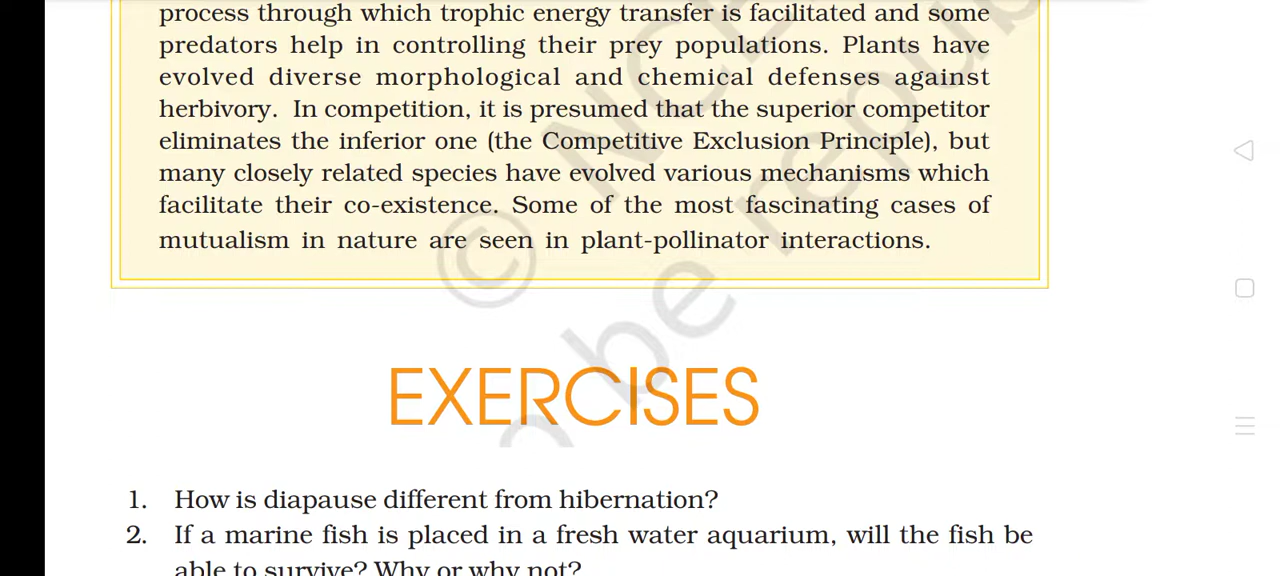 process through which trophic energy transfer is facilitated and some
predators help in controlling their prey populations. Plants have
evolved diverse morphological and chemical defenses against
herbivory. In competition, it is presumed that the superior competitor
eliminates the inferior one (the Competitive Exclusion Principle), but
many closely related species have evolved various mechanisms which
facilitate their co-existence. Some of the most fascinating cases of
mutualism in nature are seen in plant-pollinator interactions.
EXERCISES
1. How is diapause different from hibernation?
2. If a marine fish is placed in a fresh water aquarium, will the fish be
able to survive? Why or why not?
© NCE
be repu